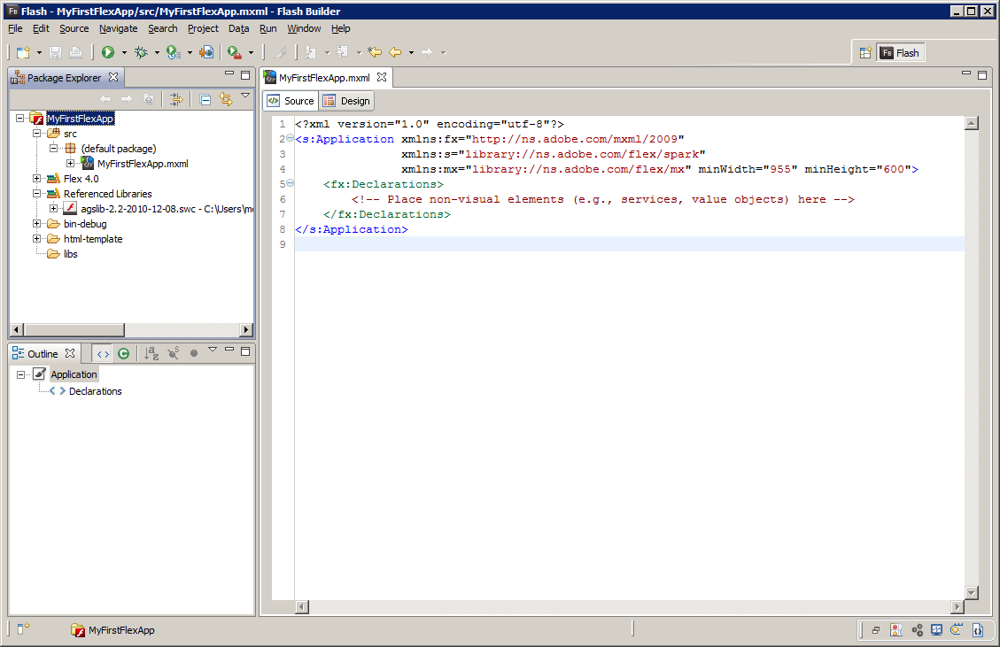 Flash - MyFirstFlexApp/src/MyFirstFlexApp.mxml - Flash Builder
File Edit Source Navigate Search Project Data Run Window Help
Flash
Package Explorer
MyFirstFlexApp
src
(default package)
MyFirstFlexApp.mxml
Flex 4.0
Referenced Libraries
agslib-2.2-2010-12-08.swc - C:\Users\m
bin-debug
html-template
libs
Outline
Application
Declarations
MyFirstFlexApp.mxml
Source Design
1 <?xml version="1.0" encoding="utf-8"?>
2 <s:Application xmlns:fx="http://ns.adobe.com/mxml/2009"
3 xmlns:s="library://ns.adobe.com/flex/spark"
4 xmlns:mx="library://ns.adobe.com/flex/mx" minWidth="955" minHeight="600">
5 <fx:Declarations>
6 <!-- Place non-visual elements (e.g., services, value objects) here -->
7 </fx:Declarations>
8 </s:Application>
9
MyFirstFlexApp